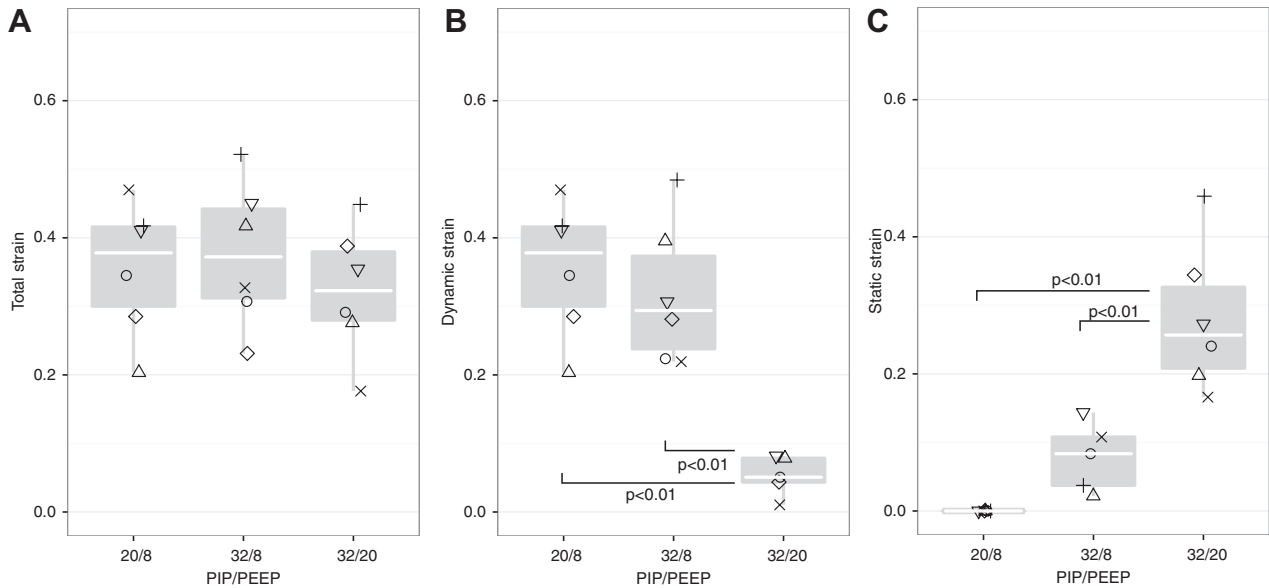 A
Total strain
0.6
0.4
0.2
0.0
20/8
32/8
32/20
PIP/PEEP
B
Dynamic strain
0.6
0.4
0.2
0.0
p<0.01
p<0.01
20/8
32/8
32/20
PIP/PEEP
C
Static strain
0.6
0.4
0.2
0.0
p<0.01
p<0.01
20/8
32/8
32/20
PIP/PEEP